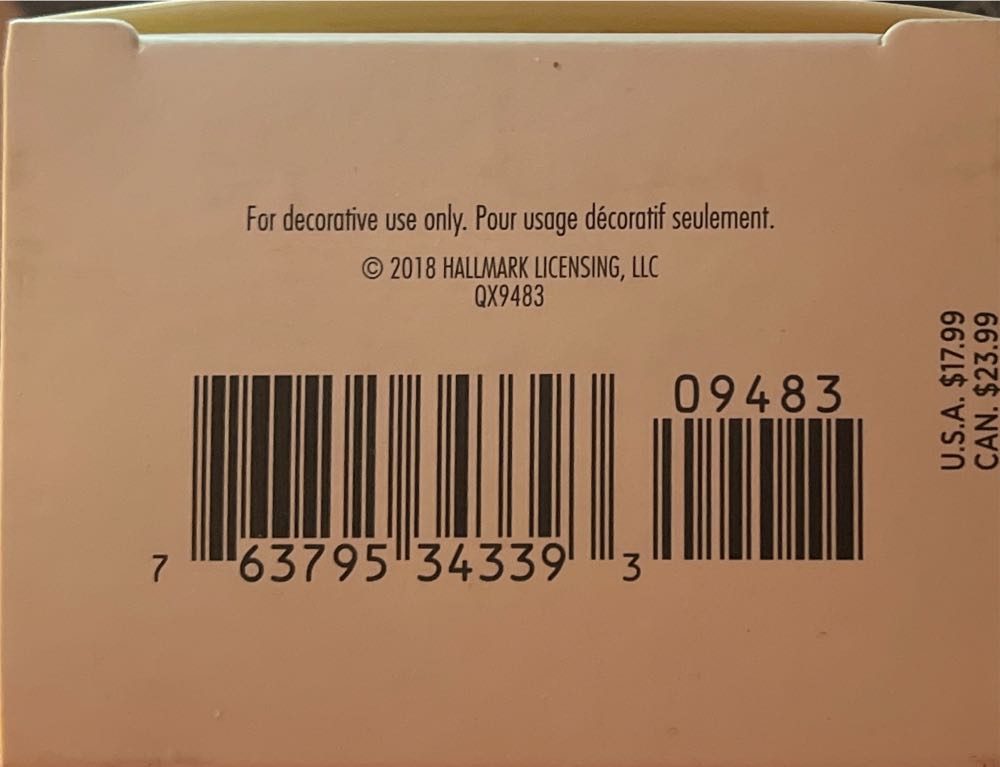 For decorative use only. Pour usage décoratif seulement.
© 2018 HALLMARK LICENSING, LLC
QX9483
09483
7 63795 34339 3
U.S.A. $17.99
CAN. $23.99